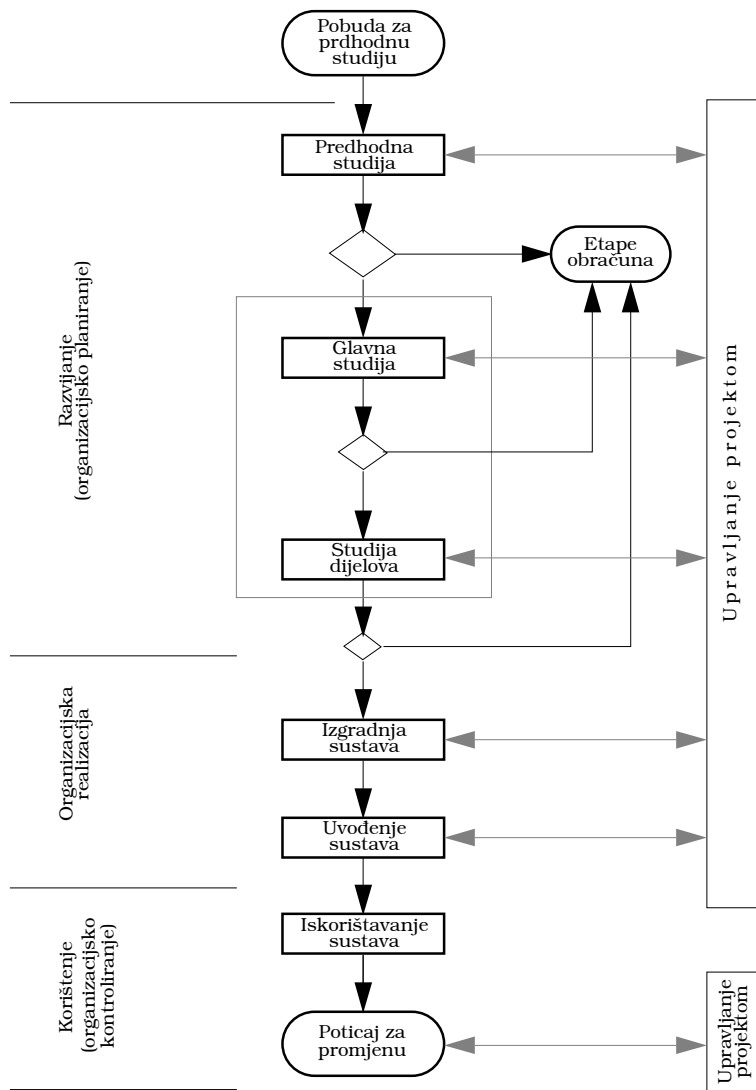 Pobuda za
prdhodnu
studiju
Predhodna
studija
Etape
obračuna
Razvijanje
(organizacijsko planiranje)
Glavna
studija
Upravljanje projektom
Studija
dijelova
Organizacijska
realizacija
Izgradnja
sustava
Uvođenje
sustava
Korištenje
(organizacijsko
kontroliranje)
Iskorištavanje
sustava
Poticaj za
promjenu
Upravljanje
projektom